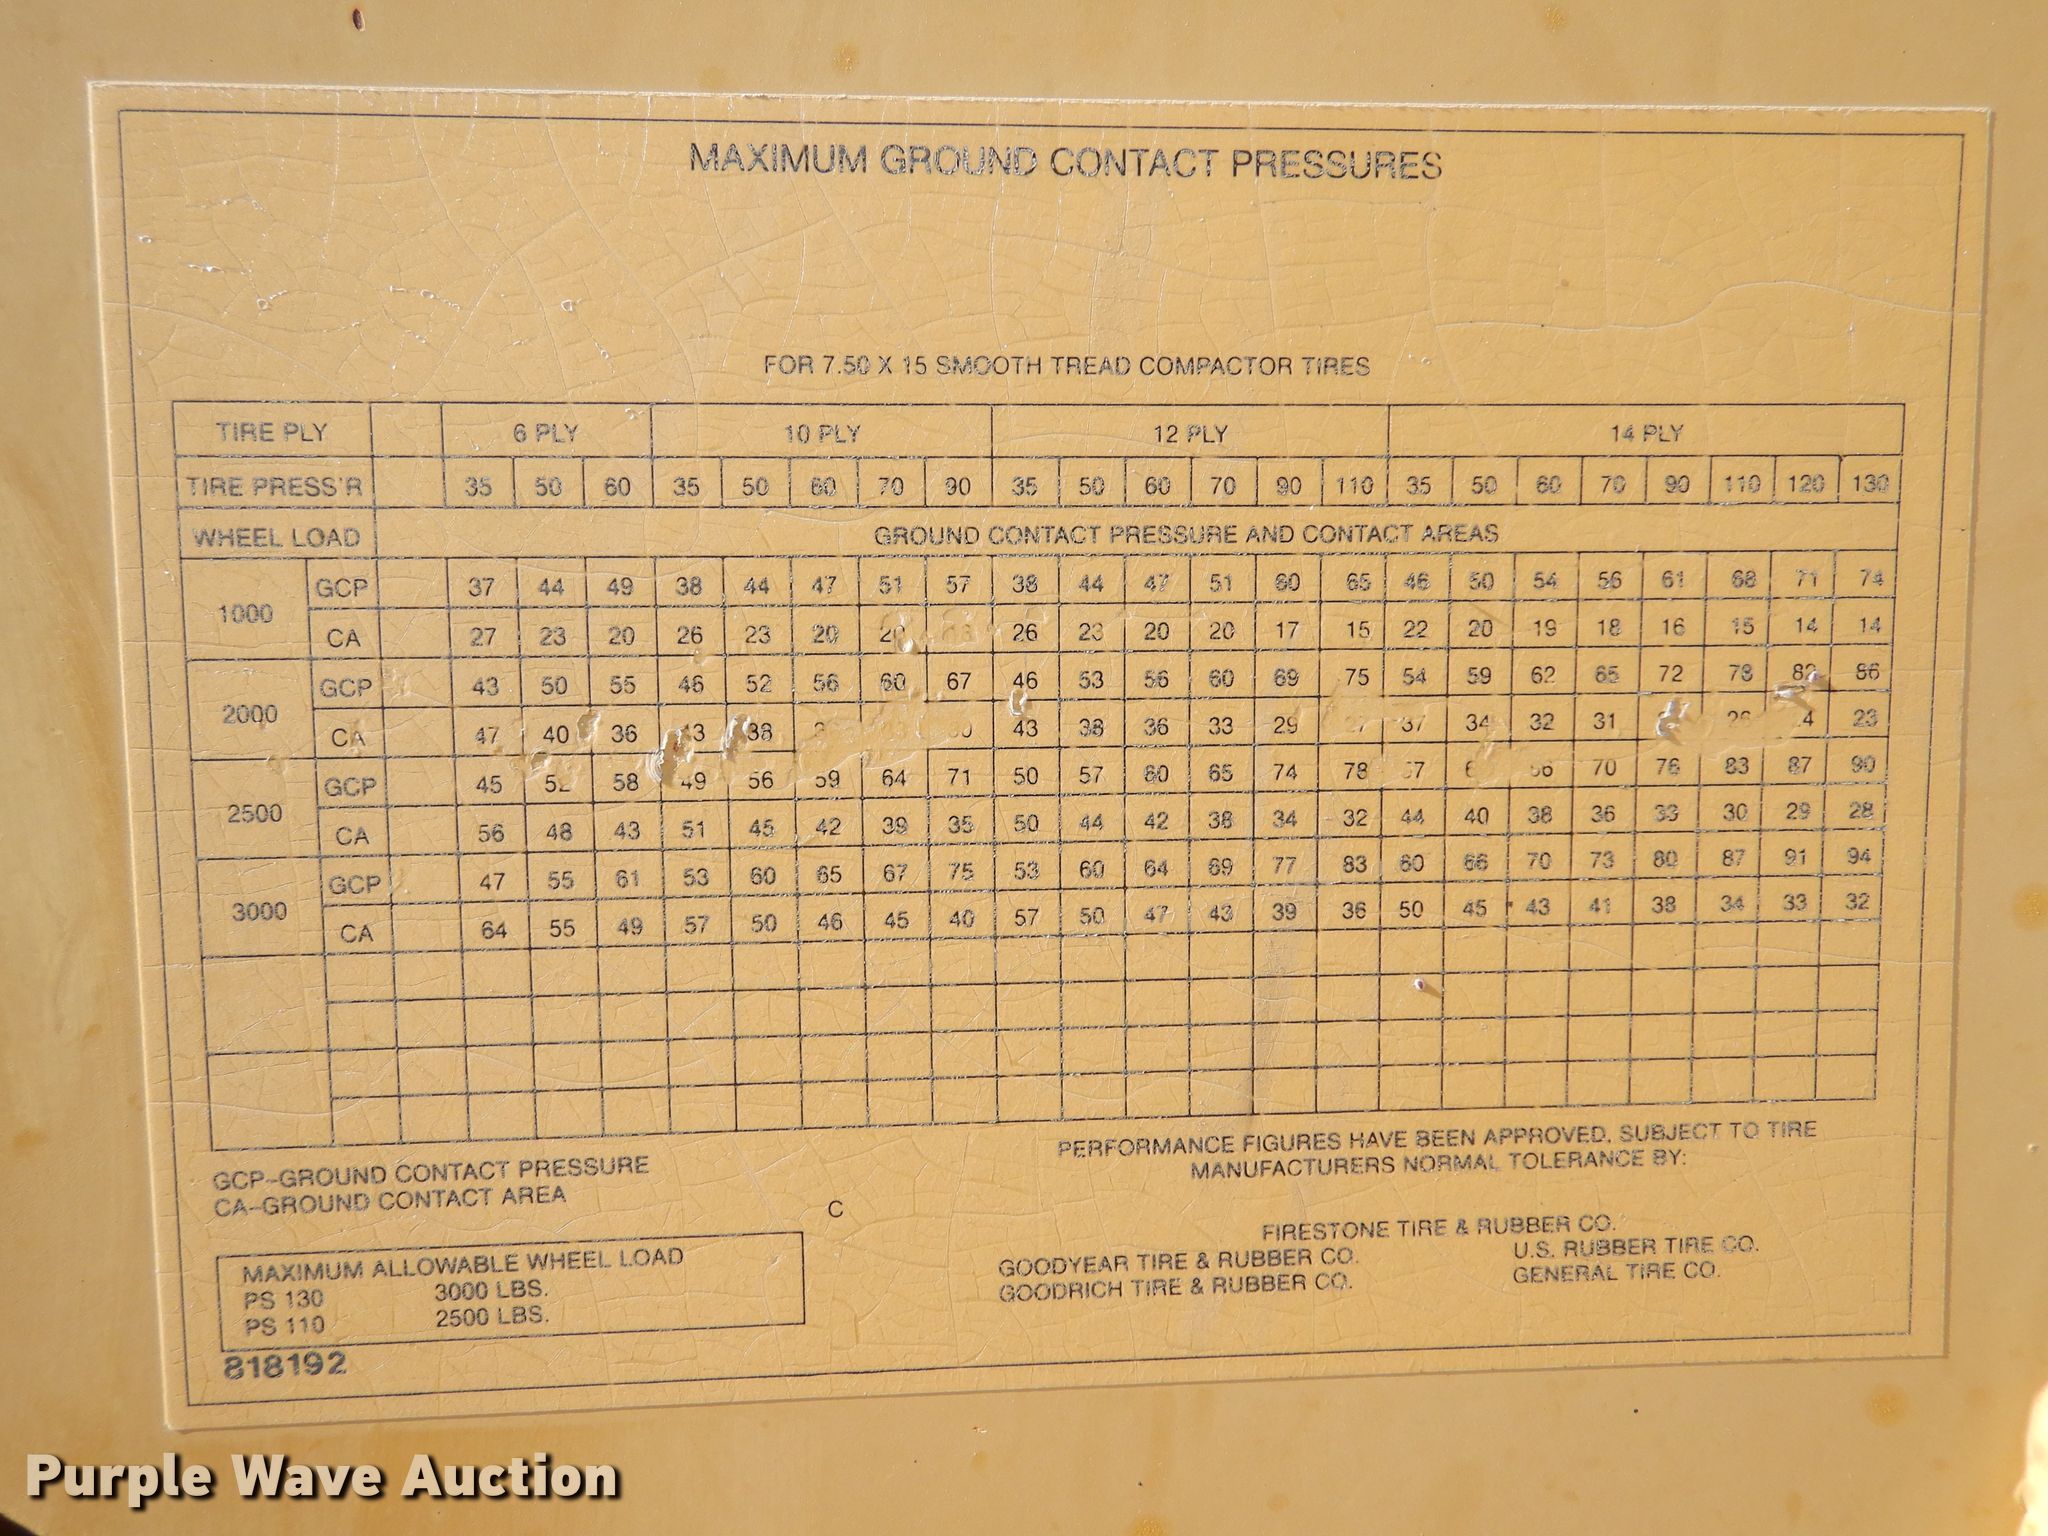 MAXIMUM GROUND CONTACT PRESSURES
FOR 7.50 X 15 SMOOTH TREAD COMPACTOR TIRES
TIRE PLY 6 PLY 10 PLY 12 PLY 14 PLY
TIRE PRESS'R 35 50 60 35 50 60 70 90 35 50 60 70 90 110 35 50 60 70 90 110 120 130
WHEEL LOAD GROUND CONTACT PRESSURE AND CONTACT AREAS
1000
GCP 37 44 49 38 44 47 51 57 38 44 47 51 60 65 46 50 54 56 61 68 71 74
CA 27 23 20 26 23 20 26 23 20 20 17 15 22 20 19 18 16 15 14 14
2000
GCP 43 50 55 46 52 56 60 67 46 53 56 60 69 75 54 59 62 65 72 78 86
CA 47 40 36 38 43 38 36 33 29 37 34 32 31 23
2500
GCP 45 58 49 56 59 64 71 50 57 60 65 74 78 70 76 83 87 90
CA 56 48 43 51 45 42 39 35 50 44 42 38 34 32 44 40 38 36 33 30 29 28
3000
GCP 47 55 61 53 60 65 67 75 53 60 64 69 77 83 60 66 70 73 80 87 91 94
CA 64 55 49 57 50 46 45 40 57 50 47 43 39 36 50 45 43 41 38 34 33 32
GCP-GROUND CONTACT PRESSURE
CA-GROUND CONTACT AREA
C
PERFORMANCE FIGURES HAVE BEEN APPROVED, SUBJECT TO TIRE
MANUFACTURERS NORMAL TOLERANCE BY:
FIRESTONE TIRE & RUBBER CO.
GOODYEAR TIRE & RUBBER CO. U.S. RUBBER TIRE CO.
GOODRICH TIRE & RUBBER CO. GENERAL TIRE CO.
MAXIMUM ALLOWABLE WHEEL LOAD
PS 130 3000 LBS.
PS 110 2500 LBS.
818192
Purple Wave Auction